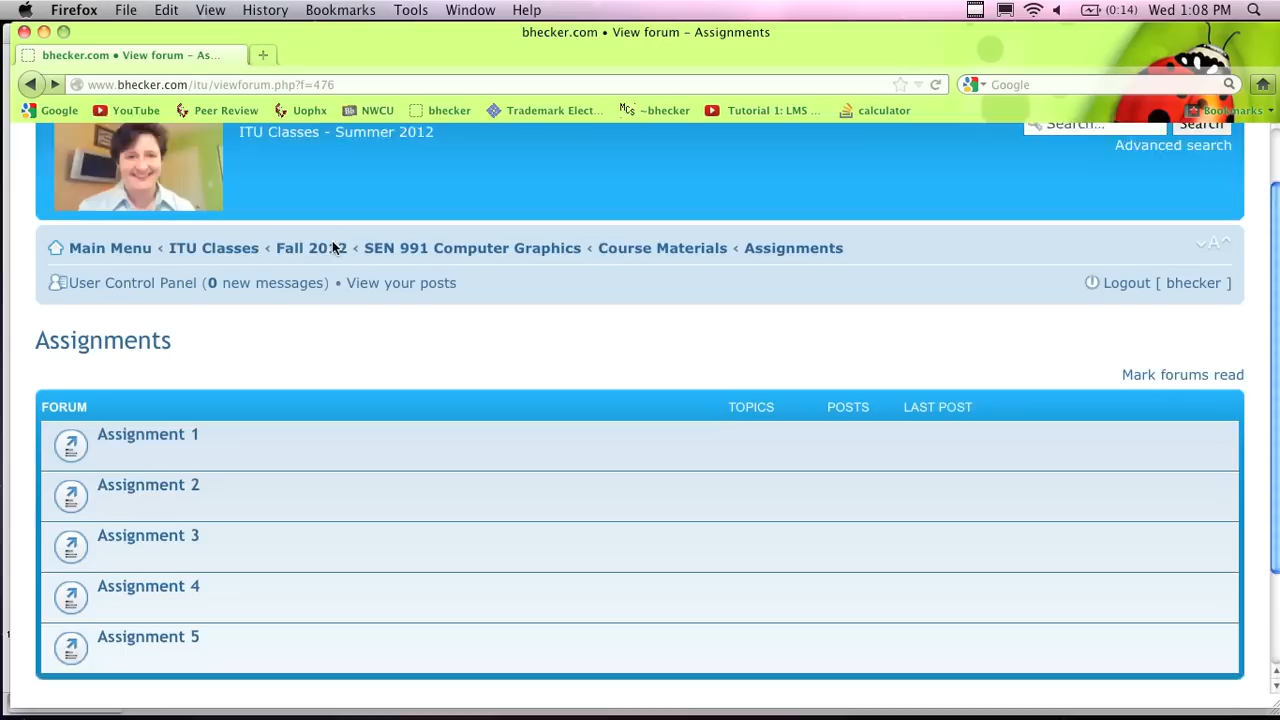 Firefox File Edit View History Bookmarks Tools Window Help (0:14) Wed 1:08 PM
bhecker.com • View forum – Assignments
bhecker.com • View forum – As...
www.bhecker.com/itu/viewforum.php?f=476 Google
Google YouTube Peer Review Uophx NWCU bhecker Trademark Elect... ~bhecker Tutorial 1: LMS ... calculator Bookmarks
ITU Classes - Summer 2012 Search... Search
Advanced search
Main Menu ‹ ITU Classes ‹ Fall 2012 ‹ SEN 991 Computer Graphics ‹ Course Materials ‹ Assignments A
User Control Panel (0 new messages) • View your posts Logout [ bhecker ]
Assignments
Mark forums read
FORUM TOPICS POSTS LAST POST
Assignment 1
Assignment 2
Assignment 3
Assignment 4
Assignment 5